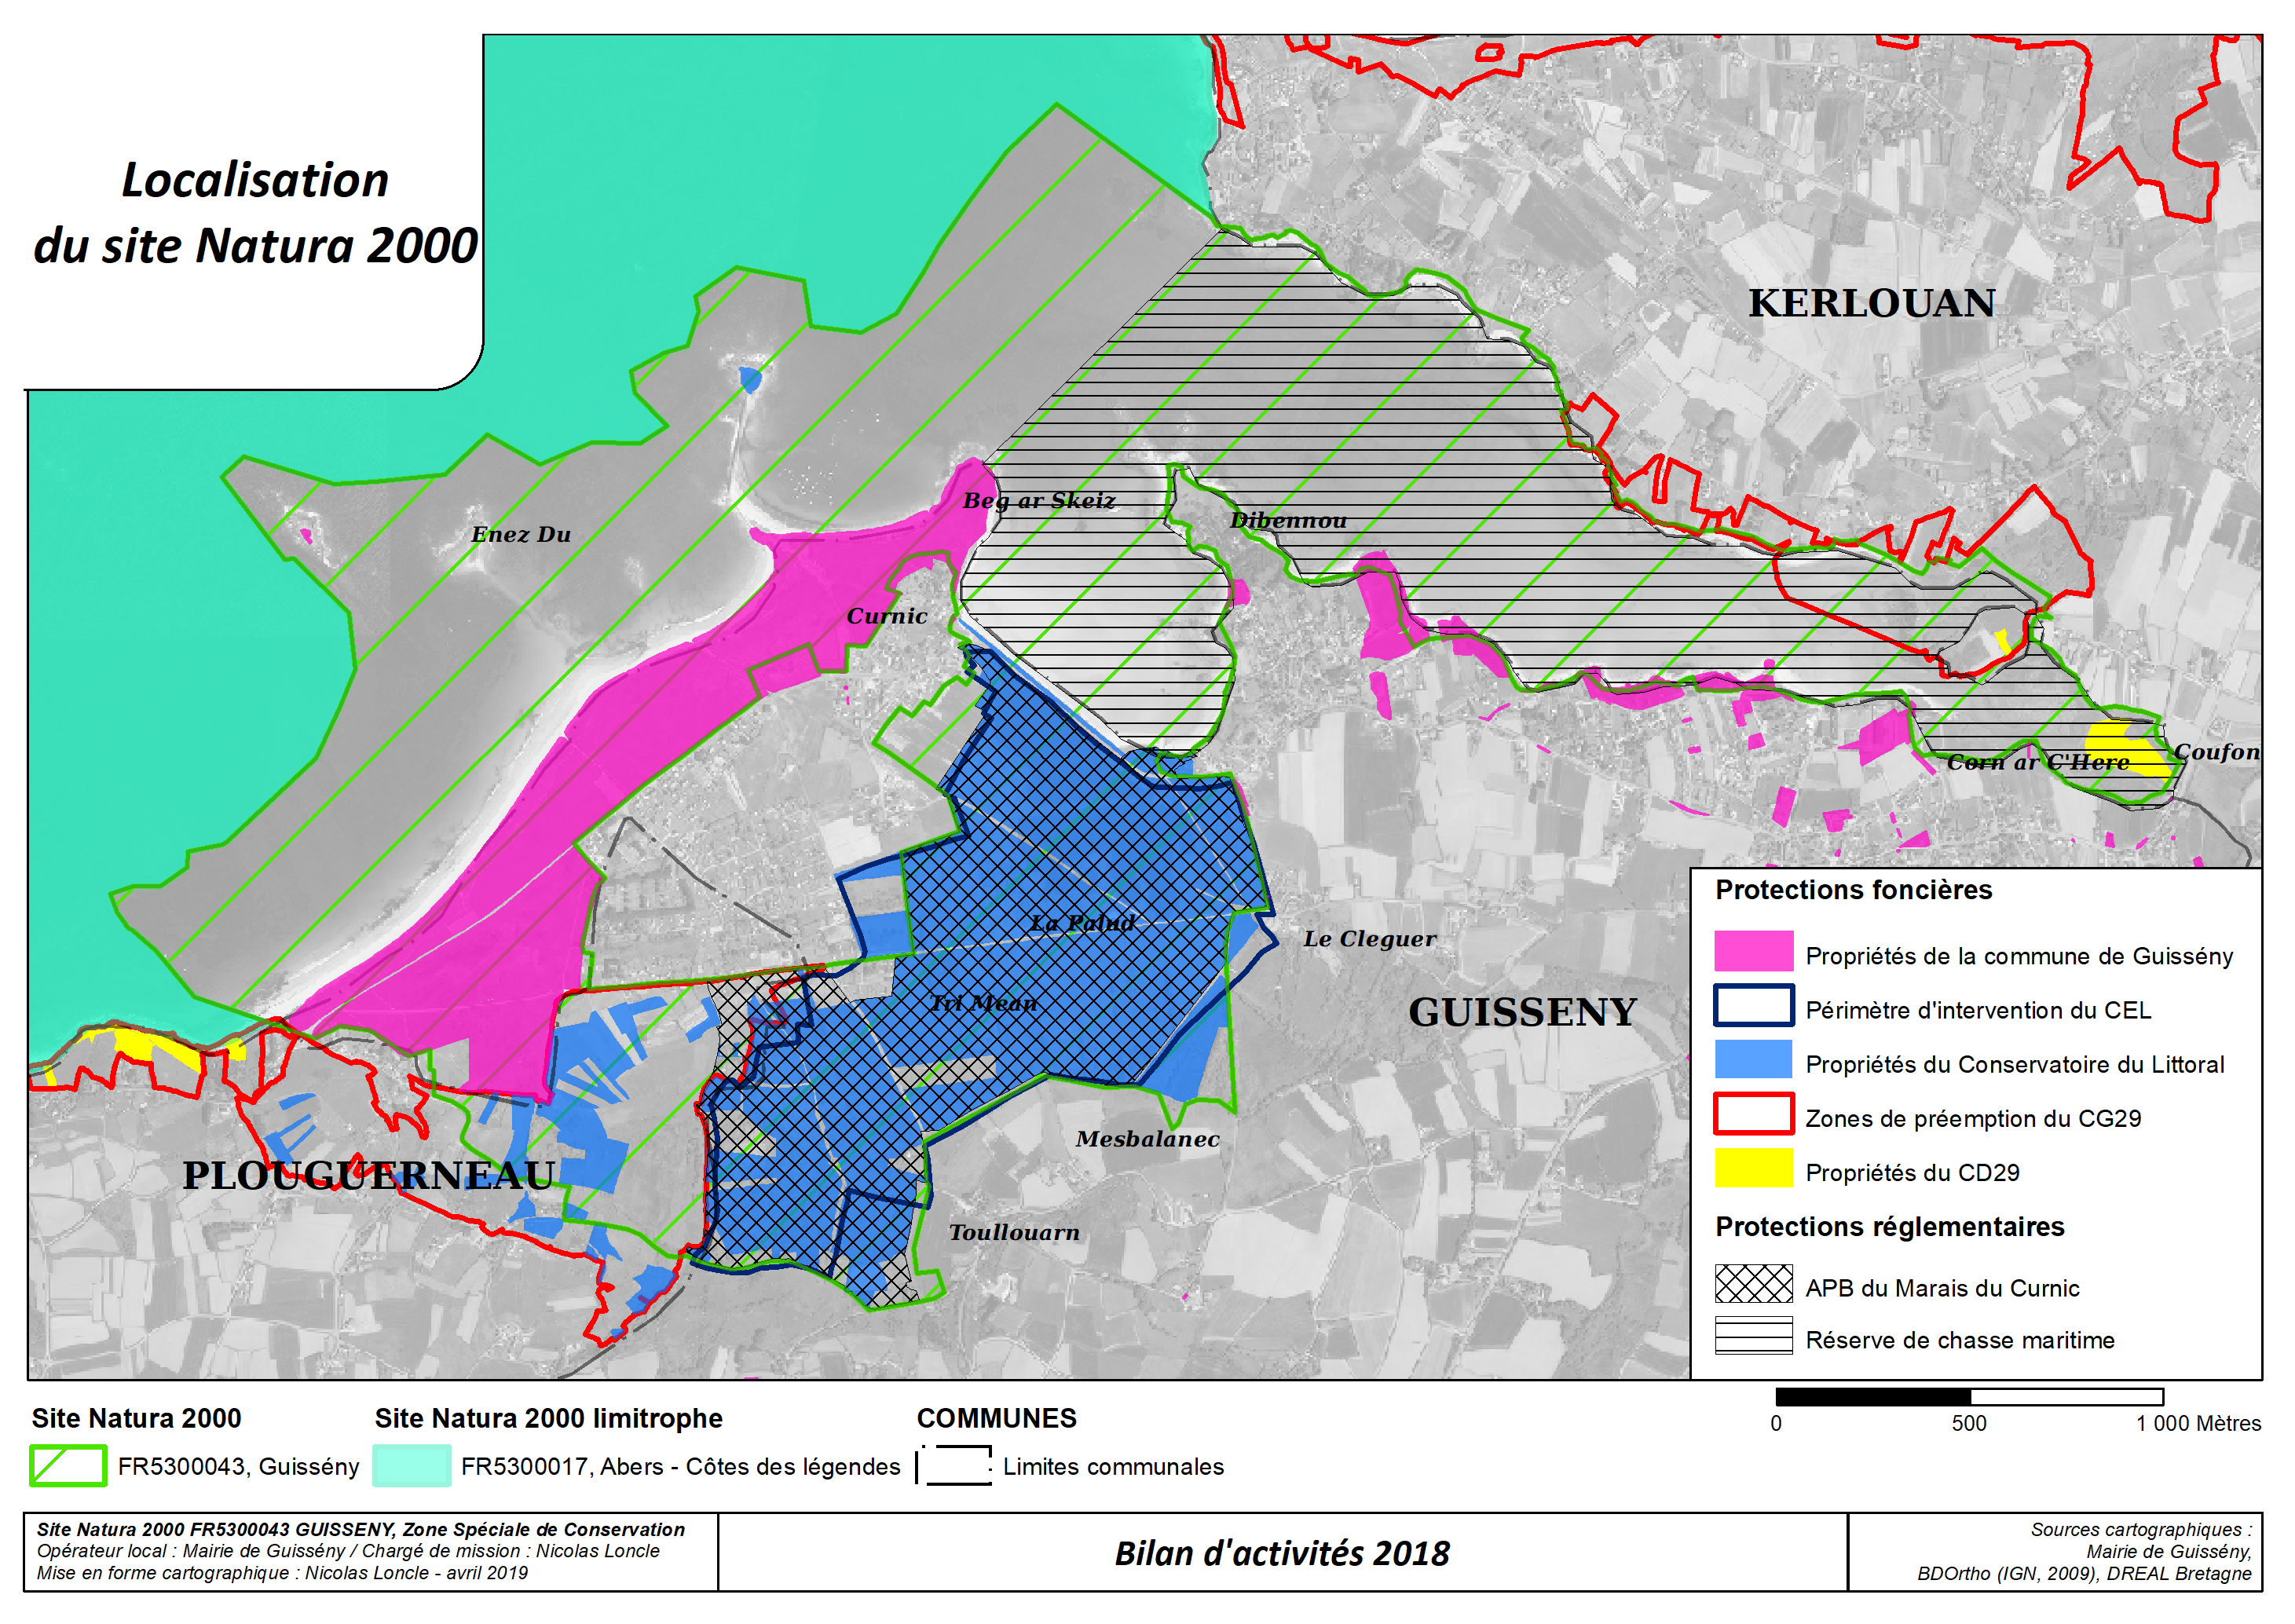 Localisation
du site Natura 2000
KERLOUAN
Beg ar Skeiz
Dibennou
Enez Du
Curnic
Corn ar C'Here
Coufon
La Palud
Le Cleguer
Tri Mean
GUISSENY
Mesbalanec
PLOUGUERNEAU
Toullouarn
Protections foncières
Propriétés de la commune de Guissény
Périmètre d'intervention du CEL
Propriétés du Conservatoire du Littoral
Zones de préemption du CG29
Propriétés du CD29
Protections réglementaires
APB du Marais du Curnic
Réserve de chasse maritime
0 500 1 000 Mètres
Site Natura 2000
FR5300043, Guissény
Site Natura 2000 limitrophe
FR5300017, Abers - Côtes des légendes
COMMUNES
Limites communales
Site Natura 2000 FR5300043 GUISSENY, Zone Spéciale de Conservation
Opérateur local : Mairie de Guissény / Chargé de mission : Nicolas Loncle
Mise en forme cartographique : Nicolas Loncle - avril 2019
Bilan d'activités 2018
Sources cartographiques :
Mairie de Guissény,
BDOrtho (IGN, 2009), DREAL Bretagne